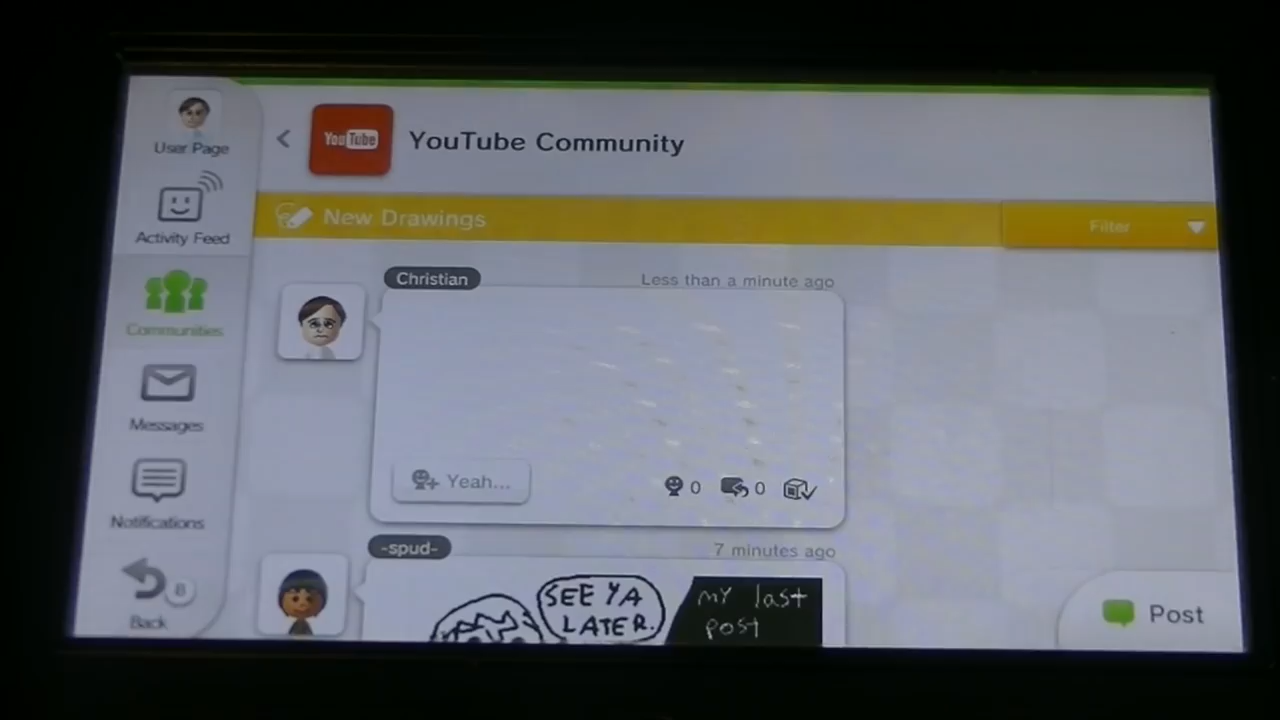 User Page
YouTube
YouTube Community
Activity Feed
New Drawings
Filter
Communities
Christian
Less than a minute ago
Messages
Yeah...
0
0
Notifications
-spud-
7 minutes ago
SEE YA
LATER.
my last
post
B
Back
Post